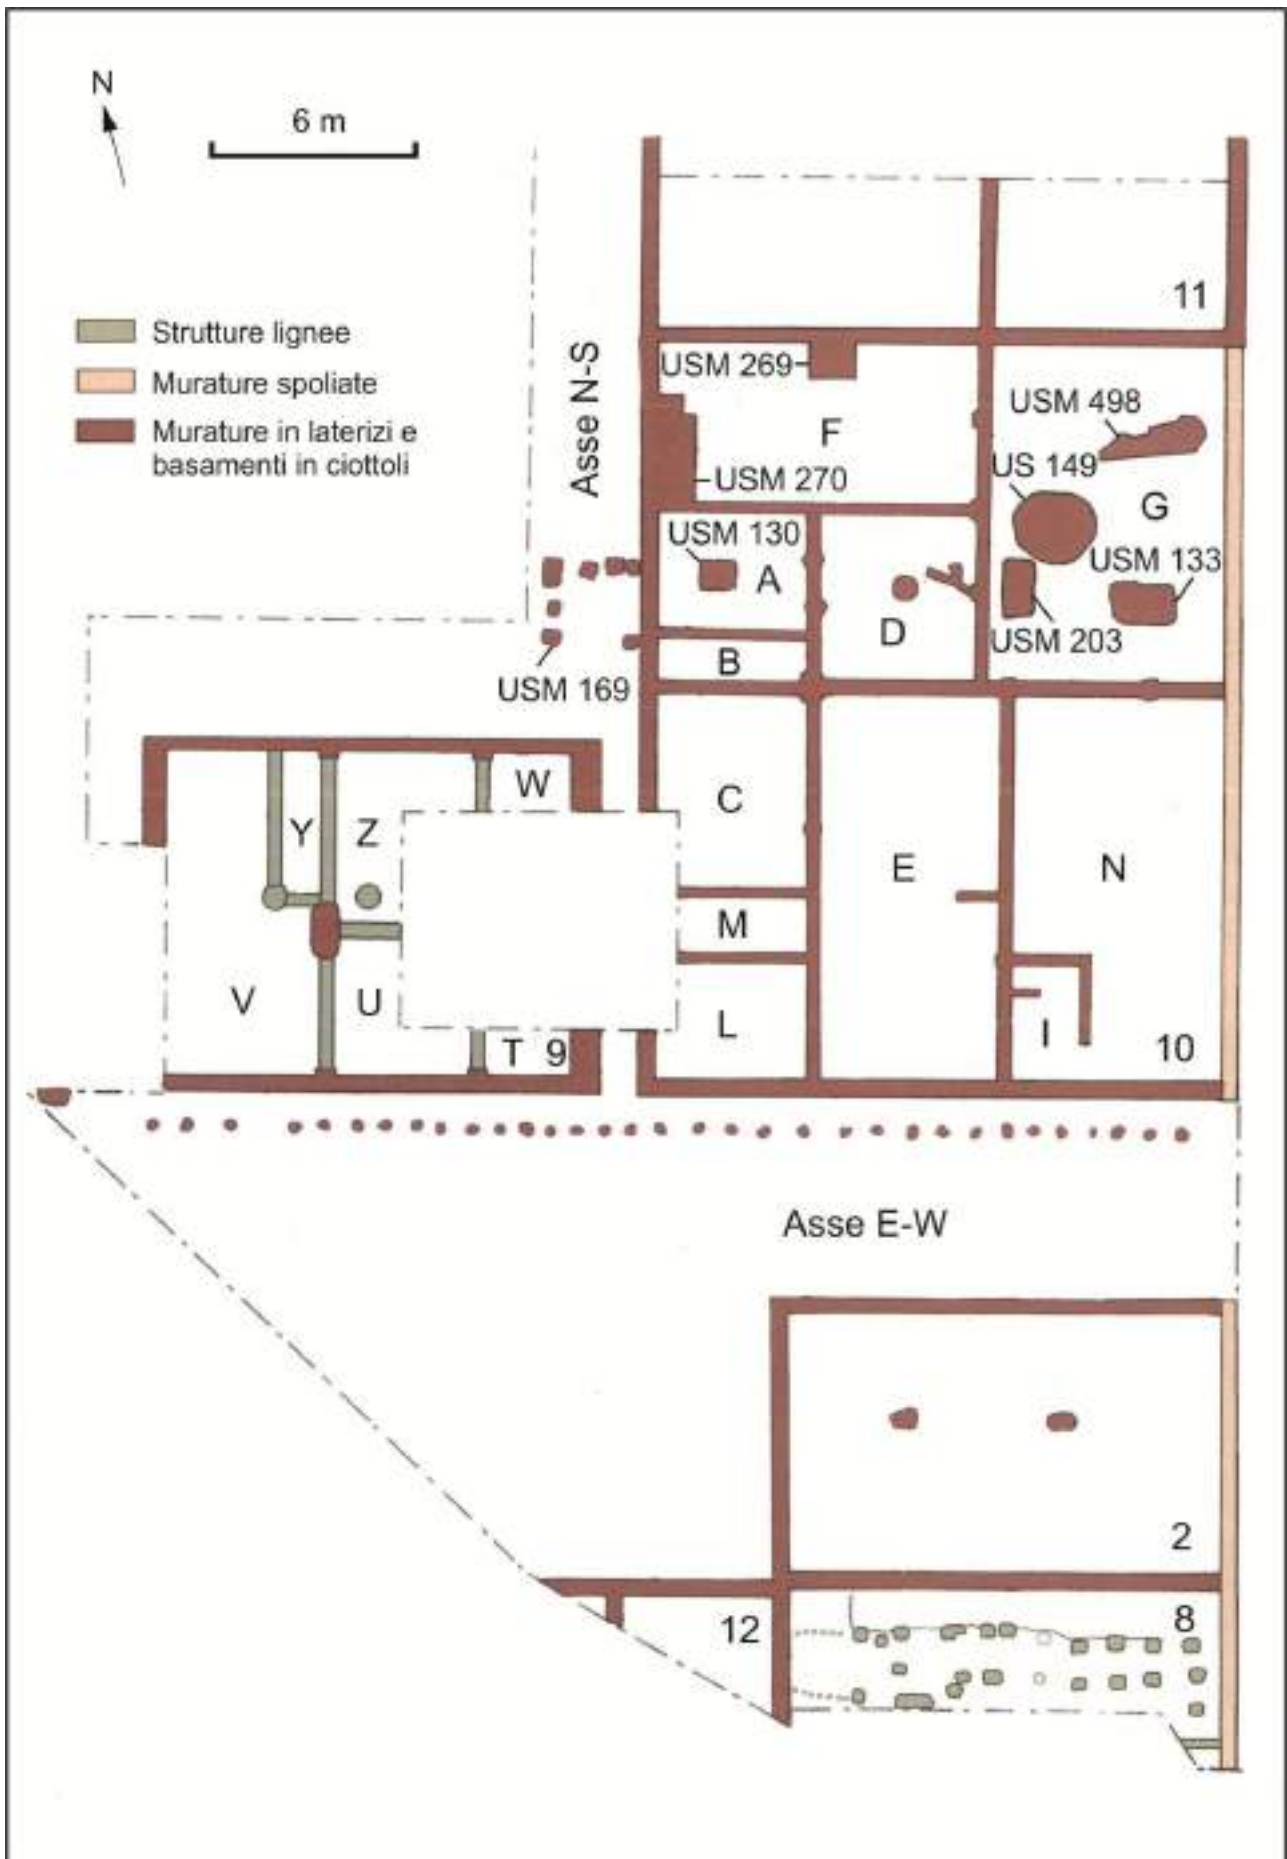 N
6 m
11
Strutture lignee
Murature spoliate
Murature in laterizi e
basamenti in ciottoli
Asse N-S
USM 269
USM 498
F
US 149
USM 270
G
USM 130
A
USM 133
D
B
USM 203
USM 169
W
C
Y
Z
E
N
M
V
U
L
I
T
9
10
Asse E-W
2
12
8